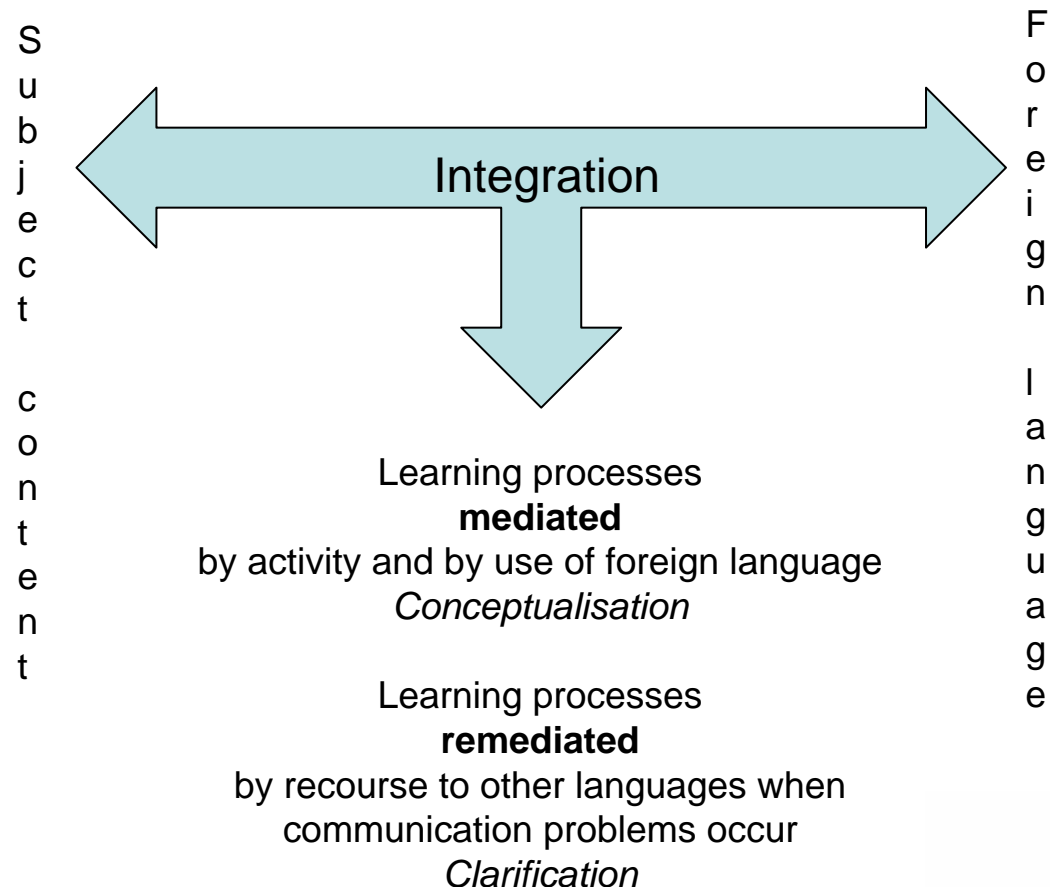 Subject content
Integration
Foreign language
Learning processes
mediated
by activity and by use of foreign language
Conceptualisation
Learning processes
remediated
by recourse to other languages when
communication problems occur
Clarification